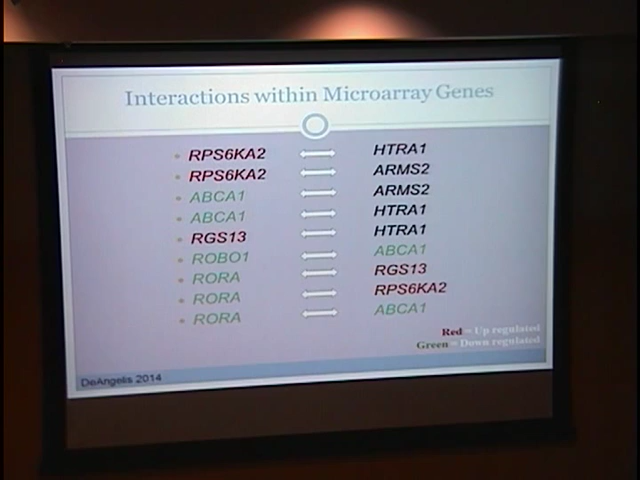 Interactions within Microarray Genes
• RPS6KA2 ⟷ HTRA1
• RPS6KA2 ⟷ ARMS2
• ABCA1 ⟷ ARMS2
• ABCA1 ⟷ HTRA1
• RGS13 ⟷ HTRA1
• ROBO1 ⟷ ABCA1
• RORA ⟷ RGS13
• RORA ⟷ RPS6KA2
• RORA ⟷ ABCA1
Red = Up regulated
Green = Down regulated
DeAngelis 2014